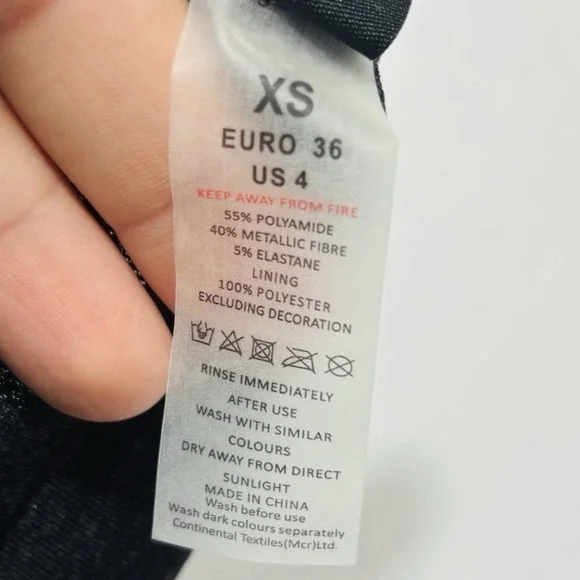 XS
EURO 36
US 4
KEEP AWAY FROM FIRE
55% POLYAMIDE
40% METALLIC FIBRE
5% ELASTANE
LINING
100% POLYESTER
EXCLUDING DECORATION
RINSE IMMEDIATELY
AFTER USE
WASH WITH SIMILAR
COLOURS
DRY AWAY FROM DIRECT
SUNLIGHT
MADE IN CHINA
Wash before use
Wash dark colours separately
Continental Textiles(Mcr)Ltd.